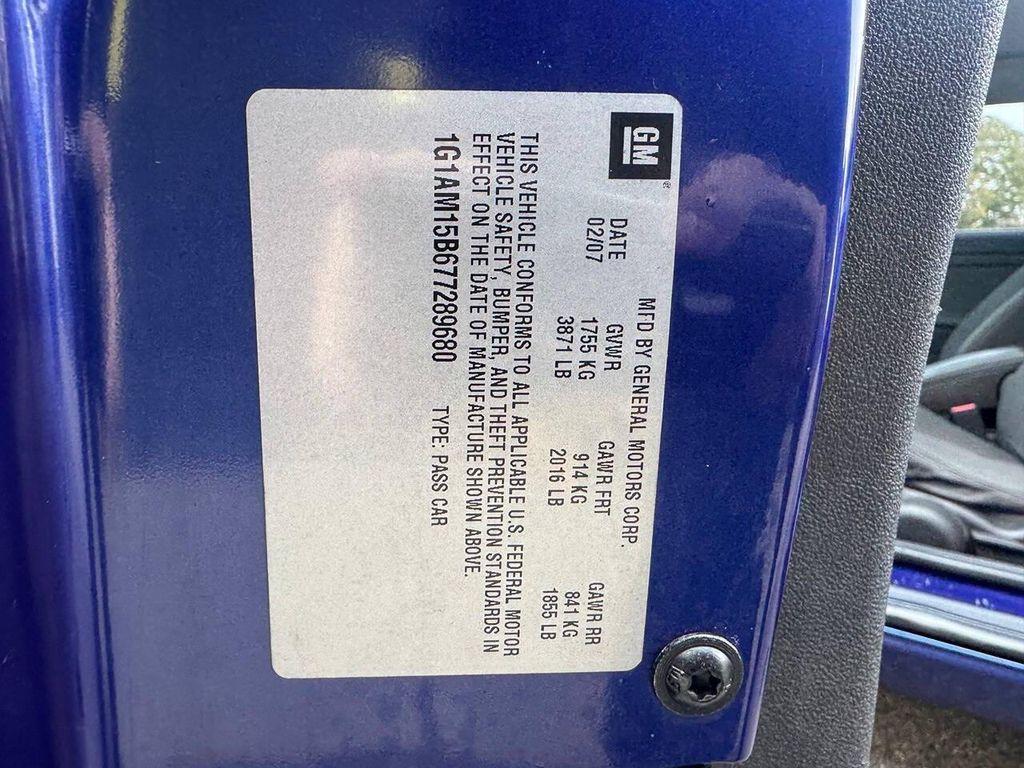 GM
®
MFD BY GENERAL MOTORS CORP.
DATE GVWR GAWR FRT GAWR RR
02/07 1755 KG 914 KG 841 KG
3871 LB 2016 LB 1855 LB
THIS VEHICLE CONFORMS TO ALL APPLICABLE U.S. FEDERAL MOTOR
VEHICLE SAFETY, BUMPER, AND THEFT PREVENTION STANDARDS IN
EFFECT ON THE DATE OF MANUFACTURE SHOWN ABOVE.
1G1AM15B677289680 TYPE: PASS CAR